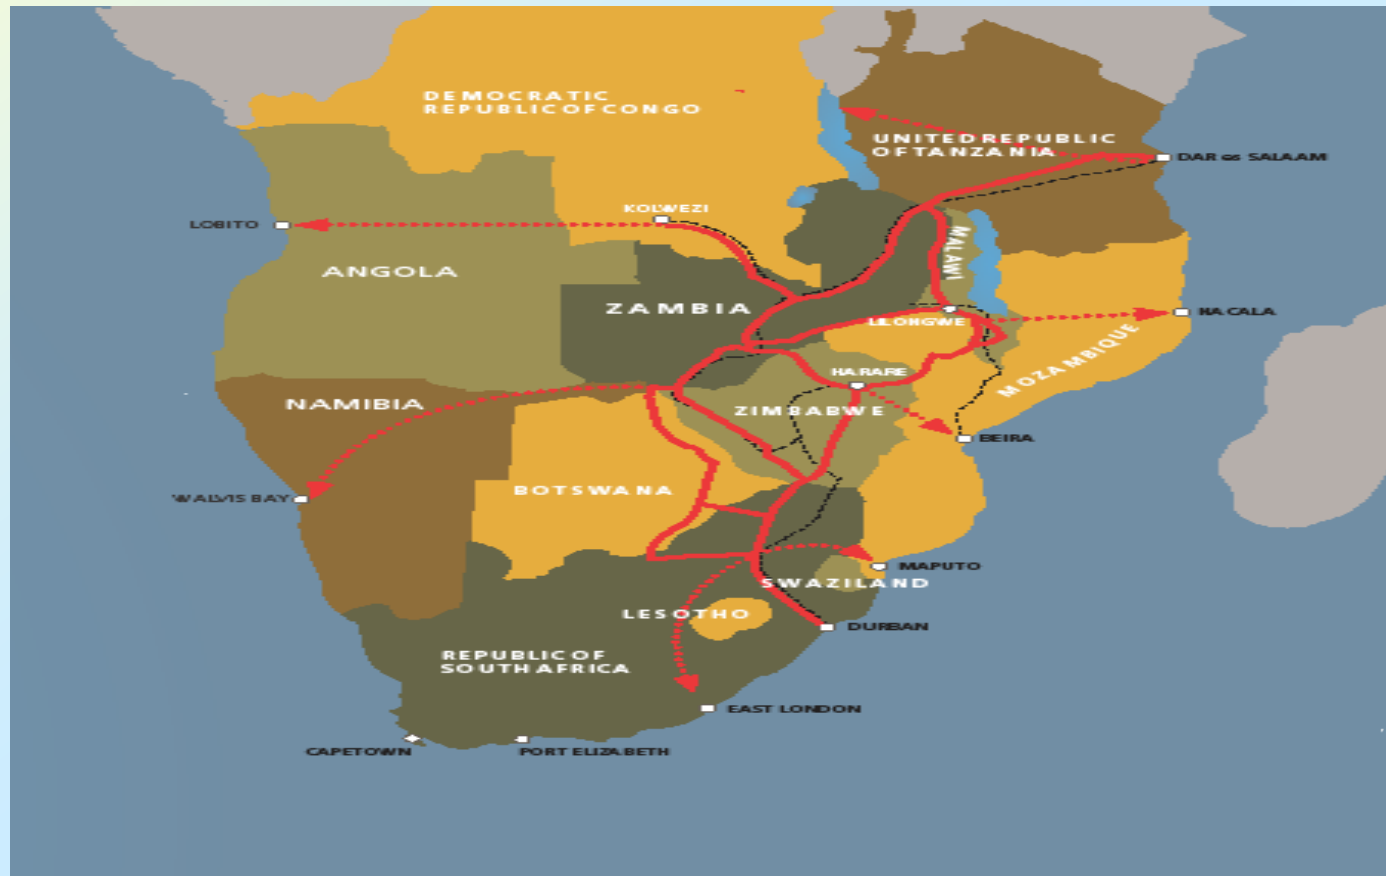 DEMOCRATIC
REPUBLIC OF CONGO
UNITED REPUBLIC
OF TANZANIA
DAR es SALAAM
KOLWEZI
LOBITO
MALAWI
ANGOLA
ZAMBIA
NACALA
LILONGWE
MOZAMBIQUE
HARARE
NAMIBIA
ZIMBABWE
BEIRA
BOTSWANA
WALVIS BAY
MAPUTO
SWAZILAND
LESOTHO
DURBAN
REPUBLIC OF
SOUTH AFRICA
EAST LONDON
CAPETOWN
PORT ELIZABETH